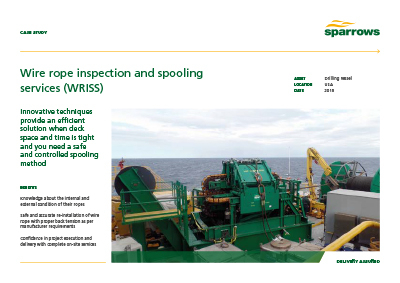 CASE STUDY
sparrows
Wire rope inspection and spooling
services (WRISS)
ASSET Drilling Vessel
LOCATION USA
DATE 2018
Innovative techniques
provide an efficient
solution when deck
space and time is tight
and you need a safe
and controlled spooling
method
BENEFITS
Knowledge about the internal and
external condition of their ropes
Safe and accurate re-installation of wire
rope with proper back tension as per
manufacturer requirements
Confidence in project execution and
delivery with complete on-site services
DELIVERY ASSURED